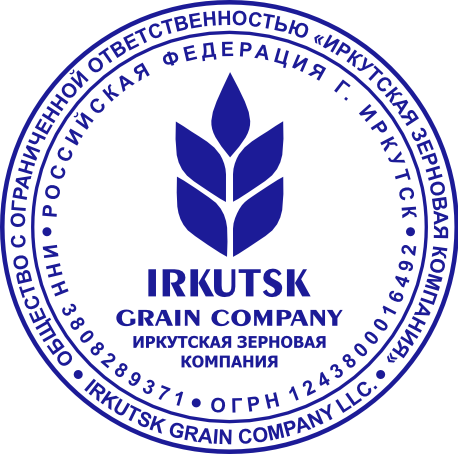 ОБЩЕСТВО С ОГРАНИЧЕННОЙ ОТВЕТСТВЕННОСТЬЮ «ИРКУТСКАЯ ЗЕРНОВАЯ КОМПАНИЯ»
• IRKUTSK GRAIN COMPANY LLC. •
• РОССИЙСКАЯ ФЕДЕРАЦИЯ Г. ИРКУТСК •
ИНН 3808289371 • ОГРН 1243800016492
IRKUTSK
GRAIN COMPANY
ИРКУТСКАЯ ЗЕРНОВАЯ
КОМПАНИЯ